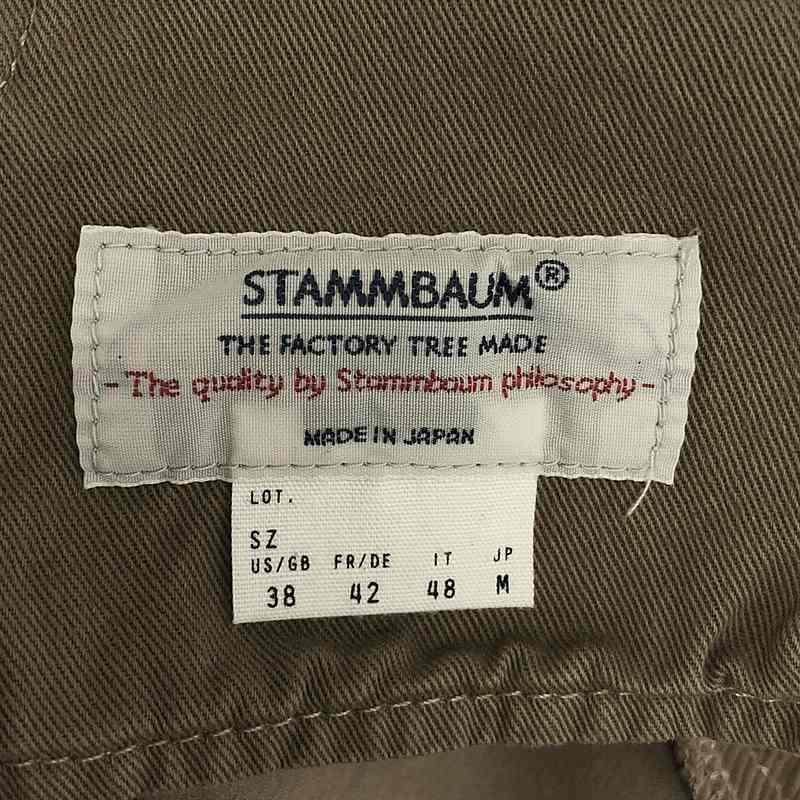 STAMMBAUM®
THE FACTORY TREE MADE
- The quality by Stammbaum philosophy -
MADE IN JAPAN
LOT.
SZ
US/GB FR/DE IT JP
38 42 48 M